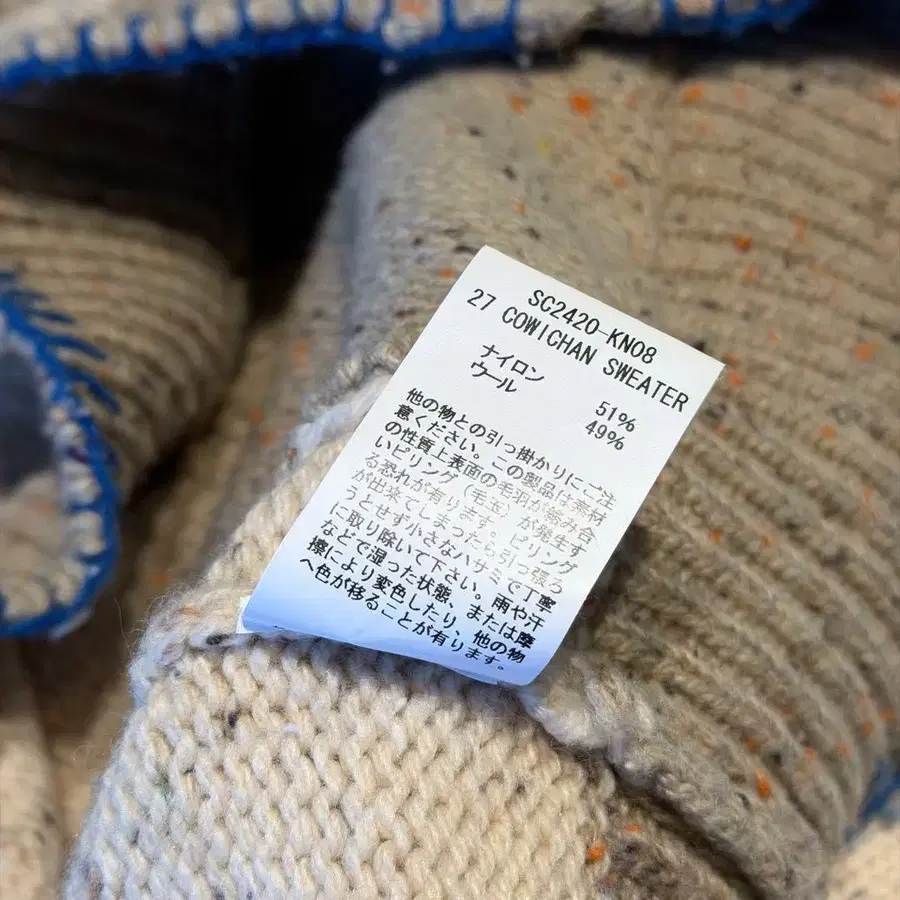 SC2420-KN08
27 COWICHAN SWEATER
ナイロン 51%
ウール 49%
他の物との引っ掛かりにご注
意ください。この製品は素材
の性質上表面の毛羽が絡み合
いピリング(毛玉)が発生す
る恐れが有ります。ピリング
が出来てしまったら引っ張ろ
うとせず小さなハサミで丁寧
に取り除いて下さい。雨や汗
などで湿った状態、または摩
擦により変色したり、他の物
へ色が移ることが有ります。